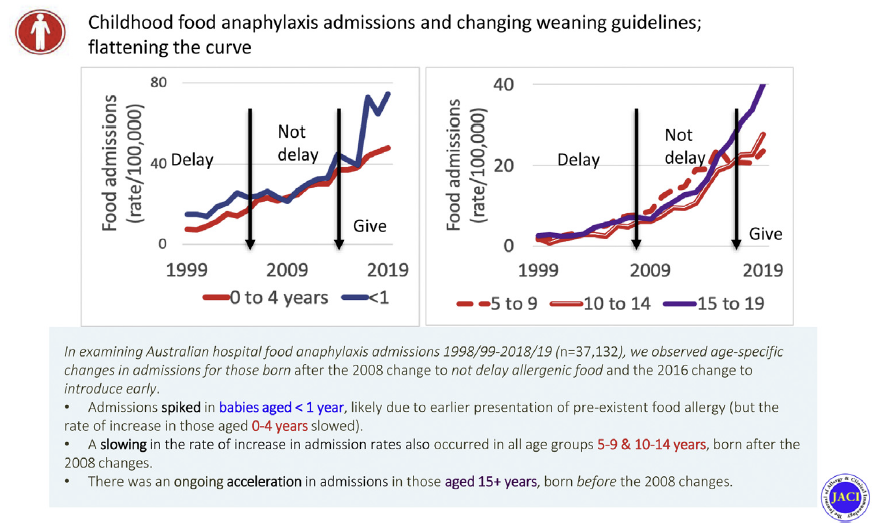 Childhood food anaphylaxis admissions and changing weaning guidelines;
flattening the curve
Food admissions
(rate/100,000)
80
40
0
Delay
Not
delay
Give
1999
2009
2019
0 to 4 years
<1
Food admissions
(rate/100,000)
40
20
0
Delay
Not
delay
Give
1999
2009
2019
5 to 9
10 to 14
15 to 19
In examining Australian hospital food anaphylaxis admissions 1998/99-2018/19 (n=37,132), we observed age-specific
changes in admissions for those born after the 2008 change to not delay allergenic food and the 2016 change to
introduce early.
• Admissions spiked in babies aged < 1 year, likely due to earlier presentation of pre-existent food allergy (but the
rate of increase in those aged 0-4 years slowed).
• A slowing in the rate of increase in admission rates also occurred in all age groups 5-9 & 10-14 years, born after the
2008 changes.
• There was an ongoing acceleration in admissions in those aged 15+ years, born before the 2008 changes.
The Journal of Allergy & Clinical Immunology
JACI